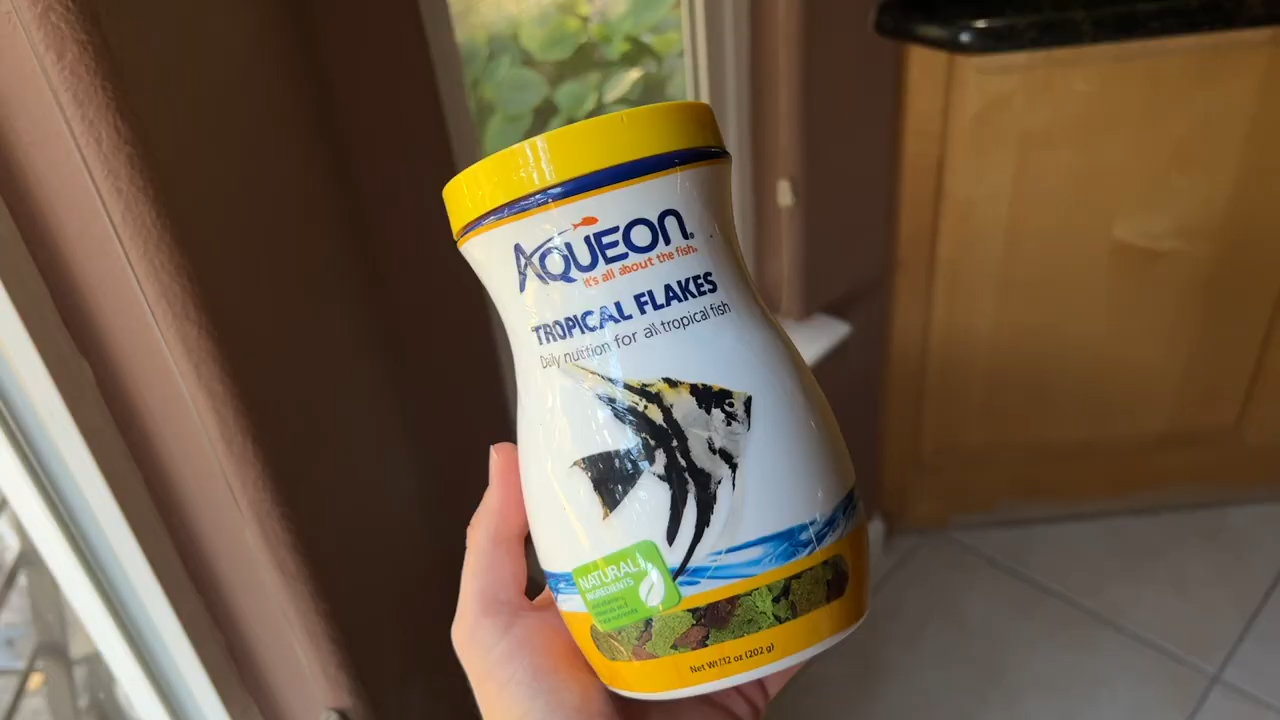 AQUEON®
it's all about the fish.
TROPICAL FLAKES
Daily nutrition for all tropical fish
NATURAL
INGREDIENTS
Net Wt 7.12 oz (202 g)